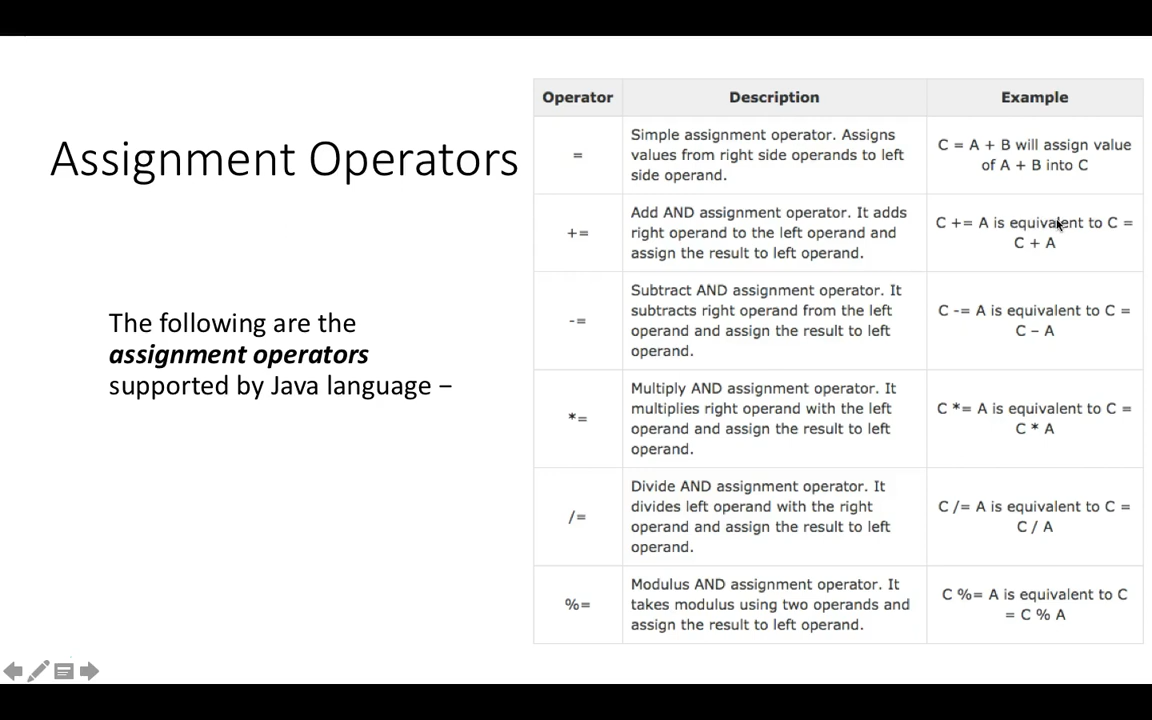 Assignment Operators
The following are the
assignment operators
supported by Java language –
Operator Description Example
= Simple assignment operator. Assigns
values from right side operands to left
side operand.
C = A + B will assign value
of A + B into C
+= Add AND assignment operator. It adds
right operand to the left operand and
assign the result to left operand.
C += A is equivalent to C =
C + A
-= Subtract AND assignment operator. It
subtracts right operand from the left
operand and assign the result to left
operand.
C -= A is equivalent to C =
C – A
*= Multiply AND assignment operator. It
multiplies right operand with the left
operand and assign the result to left
operand.
C *= A is equivalent to C =
C * A
/= Divide AND assignment operator. It
divides left operand with the right
operand and assign the result to left
operand.
C /= A is equivalent to C =
C / A
%= Modulus AND assignment operator. It
takes modulus using two operands and
assign the result to left operand.
C %= A is equivalent to C
= C % A